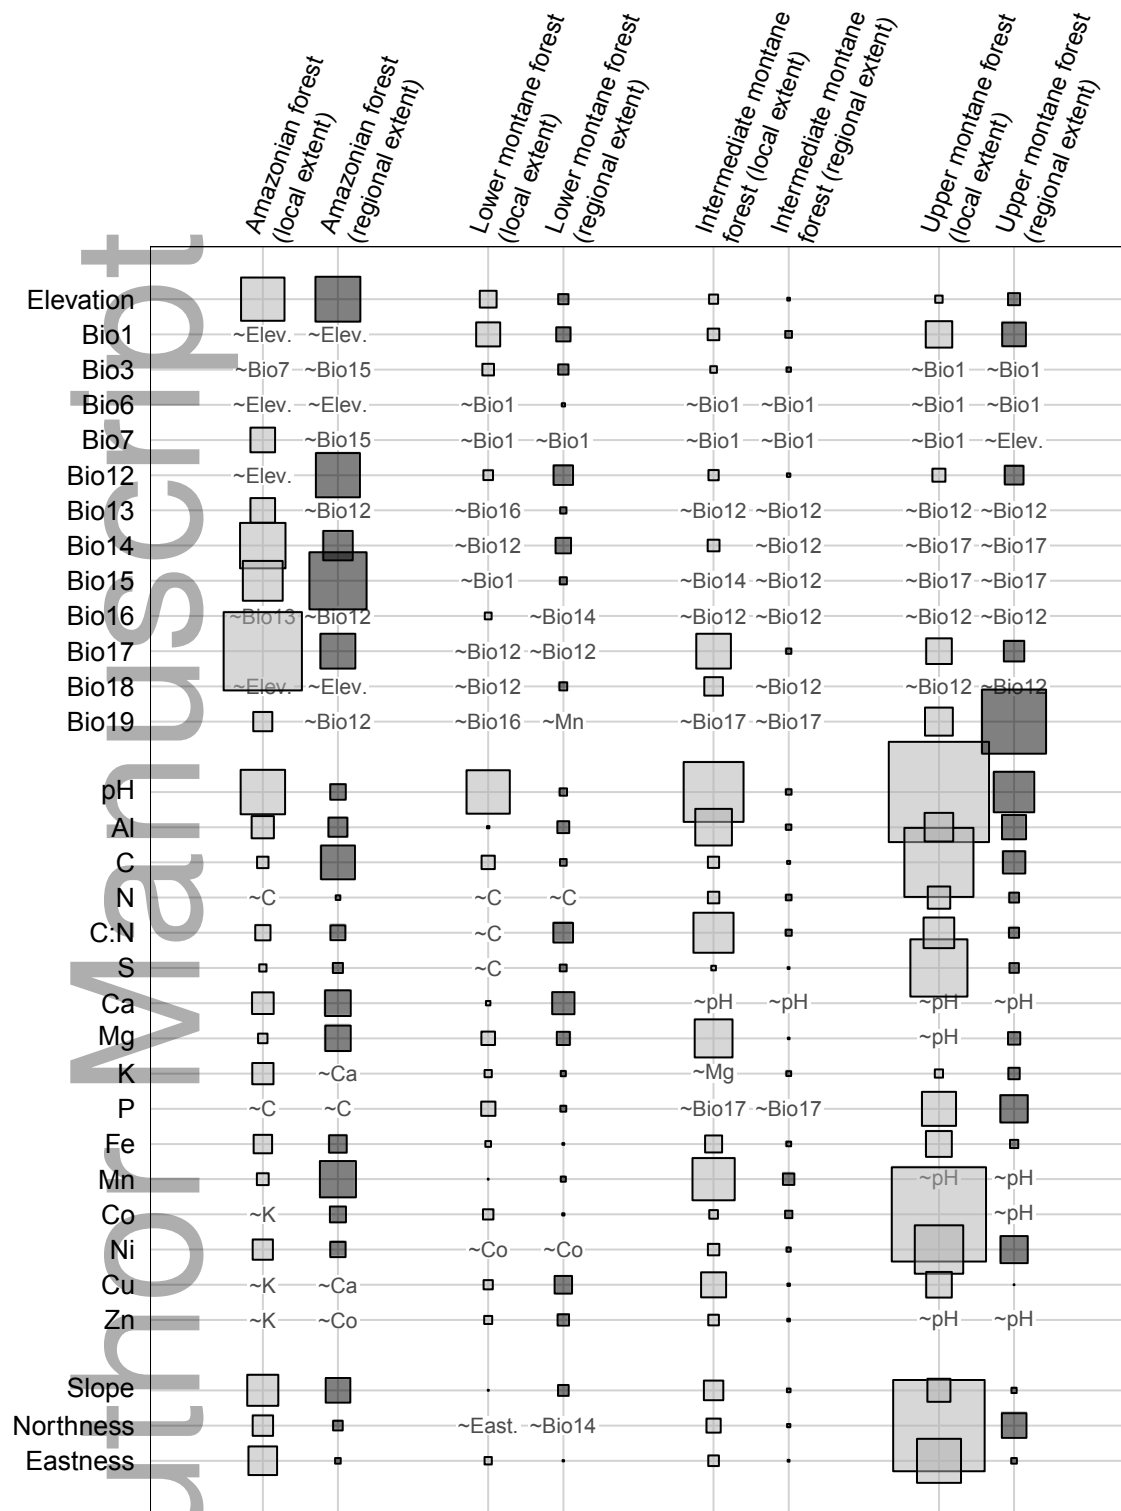 Amazonian forest
(local extent)
Amazonian forest
(regional extent)
Lower montane forest
(local extent)
Lower montane forest
(regional extent)
Intermediate montane
forest (local extent)
Intermediate montane
forest (regional extent)
Upper montane forest
(local extent)
Upper montane forest
(regional extent)
Elevation
Bio1 ~Elev. ~Elev.
Bio3 ~Bio7 ~Bio15 ~Bio1 ~Bio1
Bio6 ~Elev. ~Elev. ~Bio1 ~Bio1 ~Bio1 ~Bio1 ~Bio1
Bio7 ~Bio15 ~Bio1 ~Bio1 ~Bio1 ~Bio1 ~Bio1 ~Elev.
Bio12 ~Elev.
Bio13 ~Bio12 ~Bio16 ~Bio12 ~Bio12 ~Bio12 ~Bio12
Bio14 ~Bio12 ~Bio12 ~Bio17 ~Bio17
Bio15 ~Bio1 ~Bio14 ~Bio12 ~Bio17 ~Bio17
Bio16 ~Bio13 ~Bio12 ~Bio14 ~Bio12 ~Bio12 ~Bio12 ~Bio12
Bio17 ~Bio12 ~Bio12
Bio18 ~Elev. ~Elev. ~Bio12 ~Bio12 ~Bio12 ~Bio12
Bio19 ~Bio12 ~Bio16 ~Mn ~Bio17 ~Bio17
pH
Al
C
N ~C ~C ~C
C:N ~C
S ~C
Ca ~pH ~pH ~pH ~pH
Mg ~pH
K ~Ca ~Mg
P ~C ~C ~Bio17 ~Bio17
Fe
Mn ~pH ~pH
Co ~K ~pH
Ni ~Co ~Co
Cu ~K ~Ca
Zn ~K ~Co ~pH ~pH
Slope
Northness ~East. ~Bio14
Eastness
uthor Manuscript